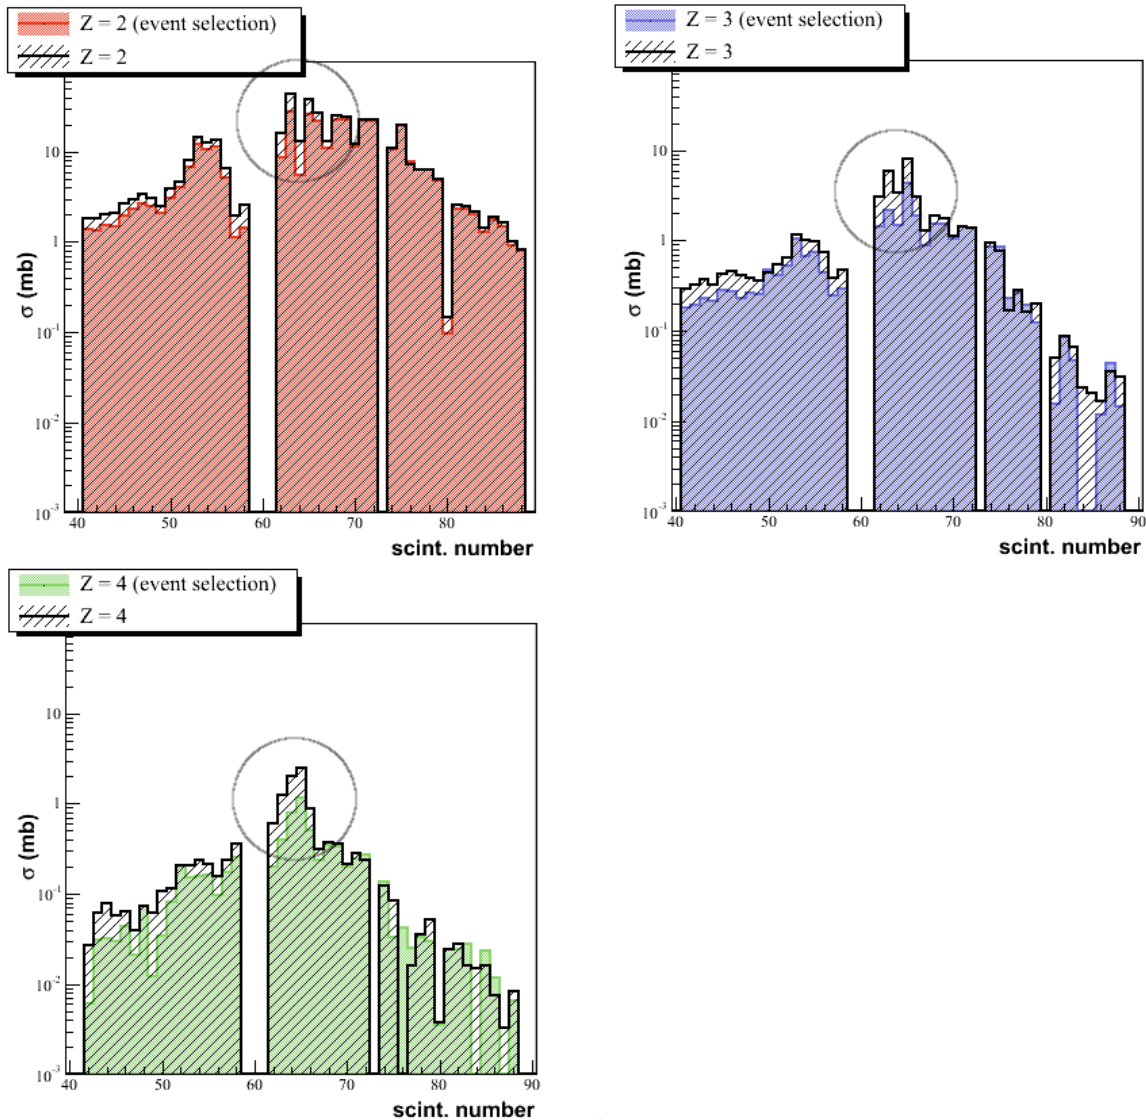 Z = 2 (event selection)
Z = 2
σ (mb)
10
1
10-1
10-2
10-3
40 50 60 70 80
scint. number
Z = 3 (event selection)
Z = 3
σ (mb)
10
1
10-1
10-2
10-3
40 50 60 70 80 90
scint. number
Z = 4 (event selection)
Z = 4
σ (mb)
10
1
10-1
10-2
10-3
40 50 60 70 80 90
scint. number